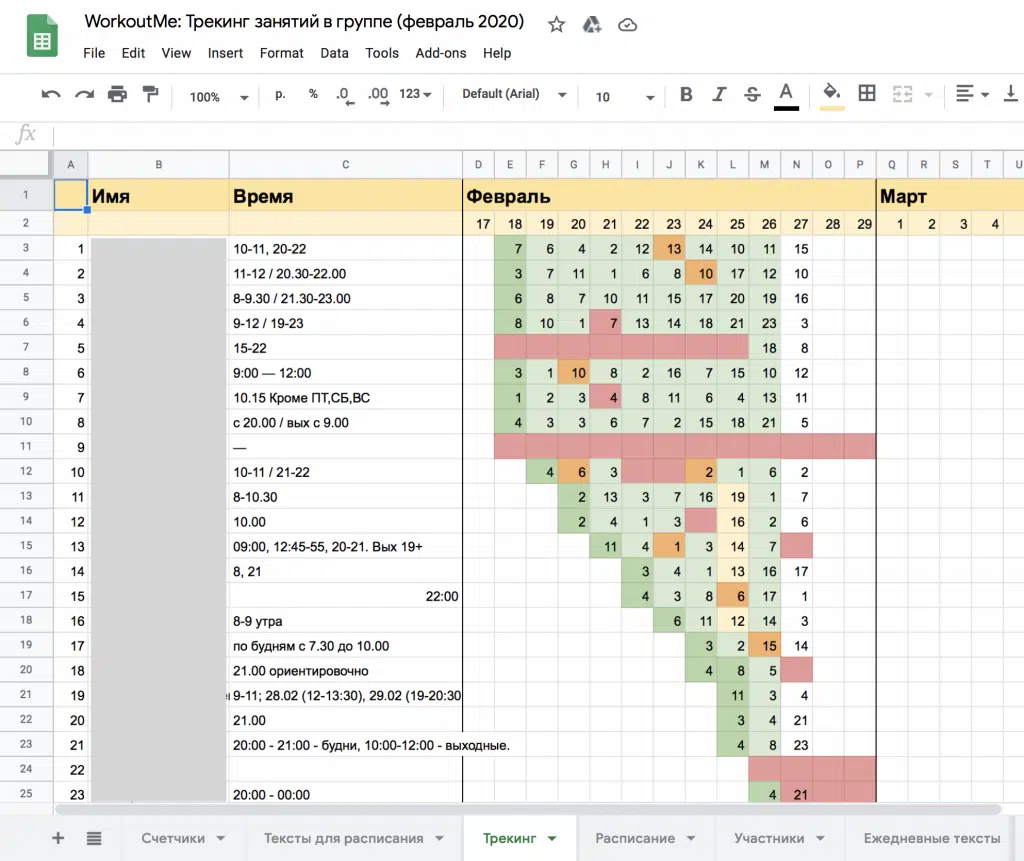 WorkoutMe: Трекинг занятий в группе (февраль 2020)
File Edit View Insert Format Data Tools Add-ons Help
100% р. % .0 .00 123 Default (Arial) 10 B I S A
fx
A B C D E F G H I J K L M N O P Q R S T U
1 Имя Время Февраль Март
2 17 18 19 20 21 22 23 24 25 26 27 28 29 1 2 3 4
3 1 10-11, 20-22 7 6 4 2 12 13 14 10 11 15
4 2 11-12 / 20.30-22.00 3 7 11 1 6 8 10 17 12 10
5 3 8-9.30 / 21.30-23.00 6 8 7 10 11 15 17 20 19 16
6 4 9-12 / 19-23 8 10 1 7 13 14 18 21 23 3
7 5 15-22 18 8
8 6 9:00 — 12:00 3 1 10 8 2 16 7 15 10 12
9 7 10.15 Кроме ПТ,СБ,ВС 1 2 3 4 8 11 6 4 13 11
10 8 с 20.00 / вых с 9.00 4 3 3 6 7 2 15 18 21 5
11 9 —
12 10 10-11 / 21-22 4 6 3 2 1 6 2
13 11 8-10.30 2 13 3 7 16 19 1 7
14 12 10.00 2 4 1 3 16 2 6
15 13 09:00, 12:45-55, 20-21. Вых 19+ 11 4 1 3 14 7
16 14 8, 21 3 4 1 13 16 17
17 15 22:00 4 3 8 6 17 1
18 16 8-9 утра 6 11 12 14 3
19 17 по будням с 7.30 до 10.00 3 2 15 14
20 18 21.00 ориентировочно 4 8 5
21 19 9-11; 28.02 (12-13:30), 29.02 (19-20:30 11 3 4
22 20 21.00 3 4 21
23 21 20:00 - 21:00 - будни, 10:00-12:00 - выходные. 4 8 23
24 22
25 23 20:00 - 00:00 4 21
Счетчики Тексты для расписания Трекинг Расписание Участники Ежедневные тексты